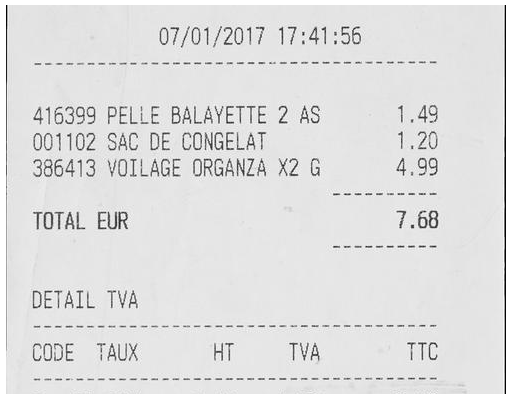 07/01/2017 17:41:56
---------------------------------------
416399 PELLE BALAYETTE 2 AS 1.49
001102 SAC DE CONGELAT 1.20
386413 VOILAGE ORGANZA X2 G 4.99
----------
TOTAL EUR 7.68
----------
DETAIL TVA
---------------------------------------
CODE TAUX HT TVA TTC
---------------------------------------